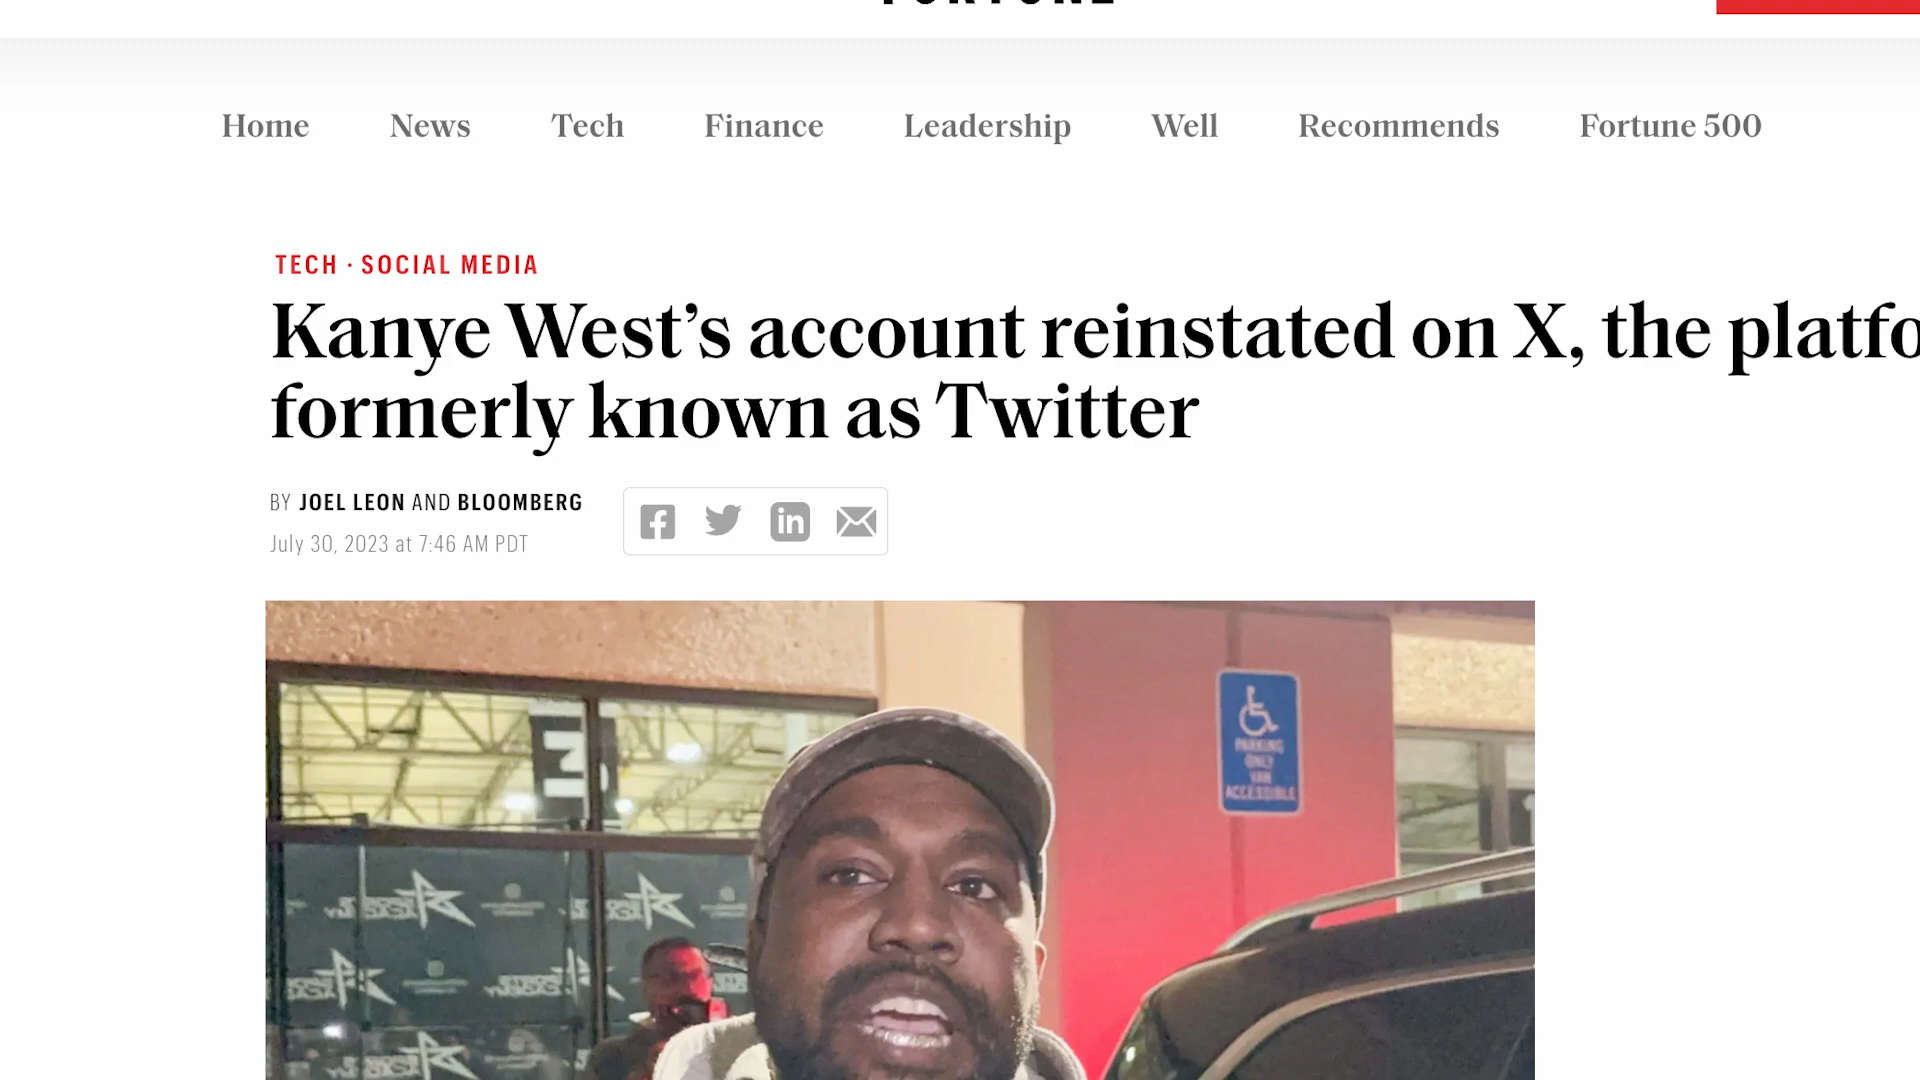 FORTUNE
Home News Tech Finance Leadership Well Recommends Fortune 500
TECH · SOCIAL MEDIA
Kanye West’s account reinstated on X, the platfo
formerly known as Twitter
BY JOEL LEON AND BLOOMBERG
July 30, 2023 at 7:46 AM PDT
PARKING
ONLY
VAN
ACCESSIBLE